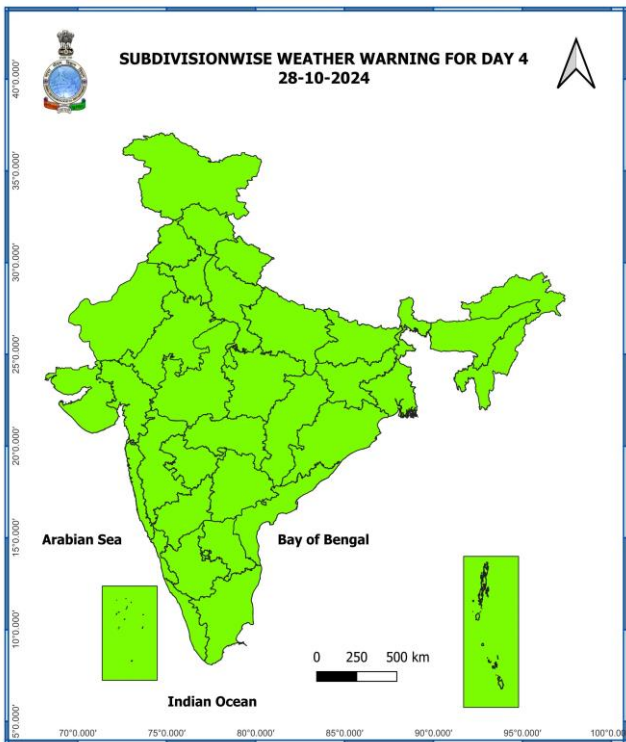 SUBDIVISIONWISE WEATHER WARNING FOR DAY 4
28-10-2024
40°0.000'
35°0.000'
30°0.000'
25°0.000'
20°0.000'
15°0.000'
10°0.000'
5°0.000'
Arabian Sea
Bay of Bengal
0 250 500 km
Indian Ocean
70°0.000' 75°0.000' 80°0.000' 85°0.000' 90°0.000' 95°0.000' 100°0.00